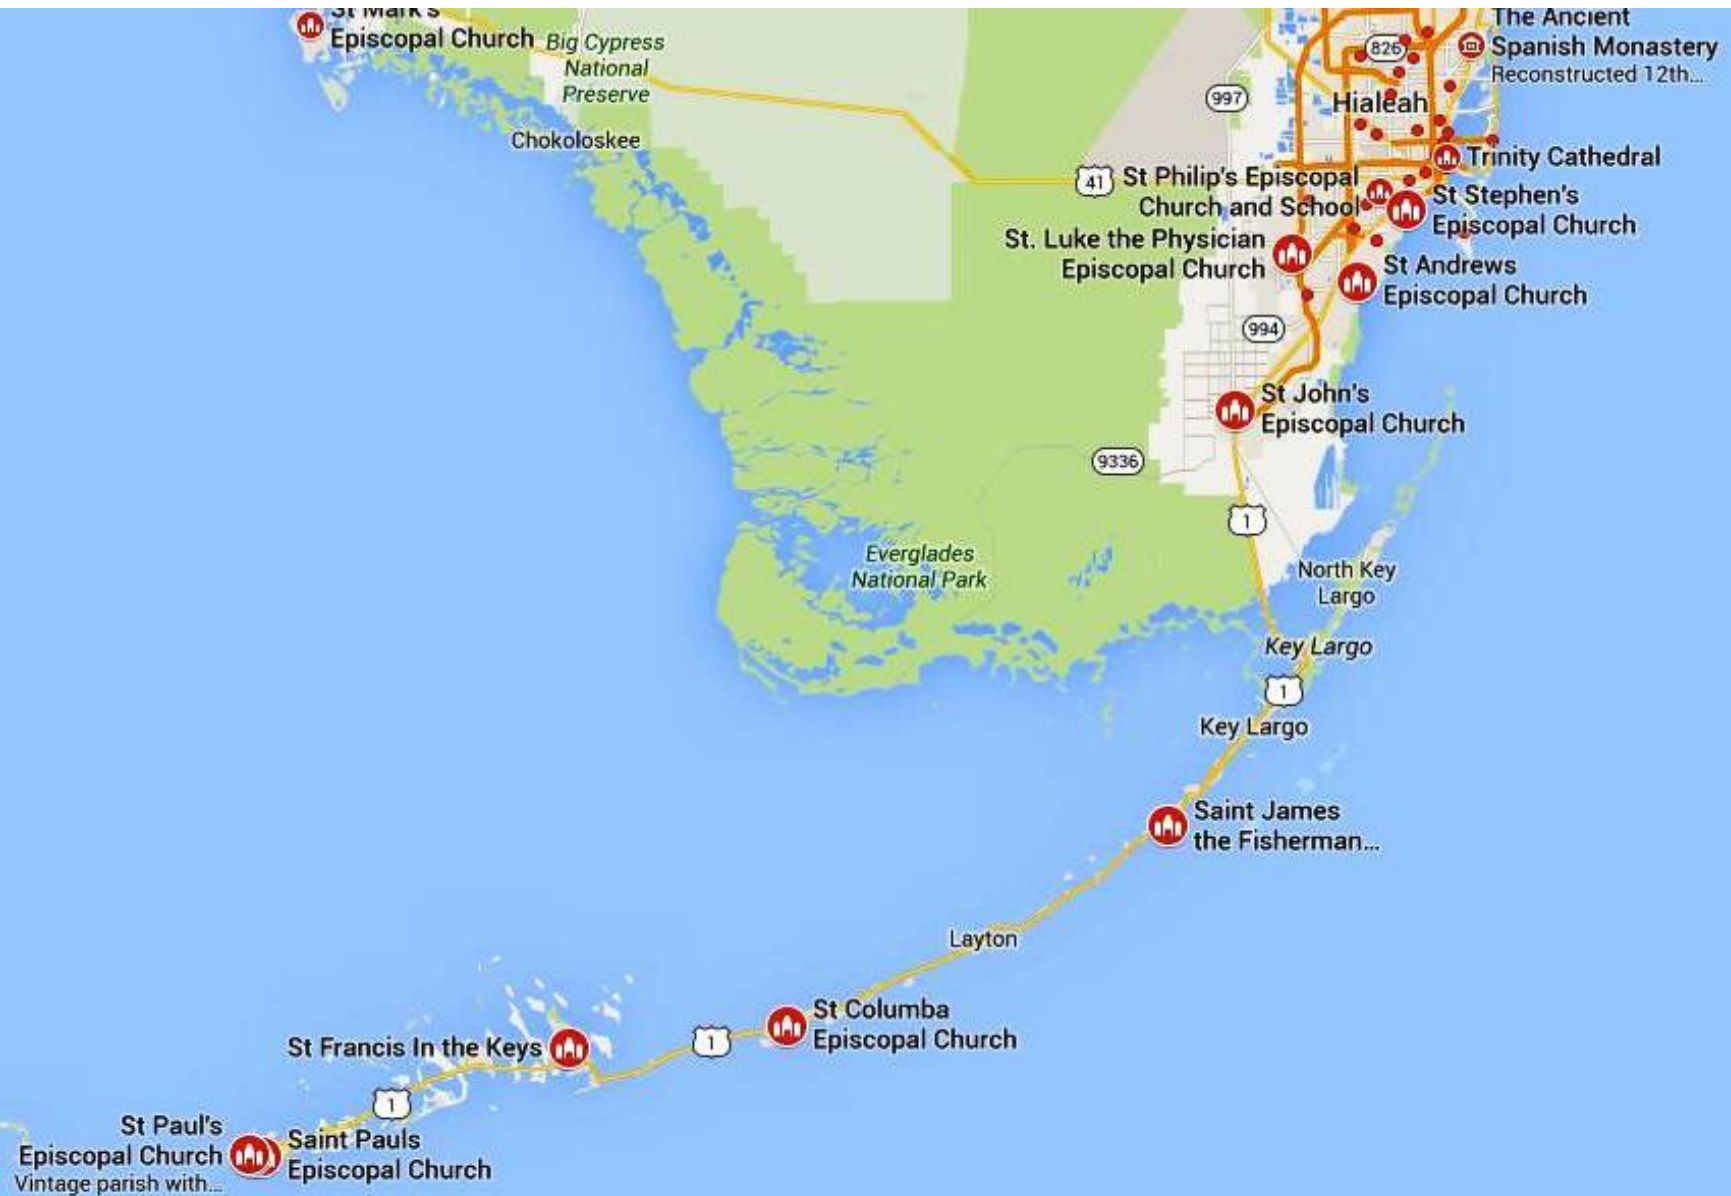 St Mark's
Episcopal Church
Big Cypress
National
Preserve
Chokoloskee
997
826
The Ancient
Spanish Monastery
Reconstructed 12th...
Hialeah
Trinity Cathedral
41
St Philip's Episcopal
Church and School
St Stephen's
Episcopal Church
St. Luke the Physician
Episcopal Church
St Andrews
Episcopal Church
994
St John's
Episcopal Church
9336
1
Everglades
National Park
North Key
Largo
Key Largo
1
Key Largo
Saint James
the Fisherman...
Layton
St Columba
Episcopal Church
St Francis In the Keys
1
1
St Paul's
Episcopal Church
Vintage parish with...
Saint Pauls
Episcopal Church